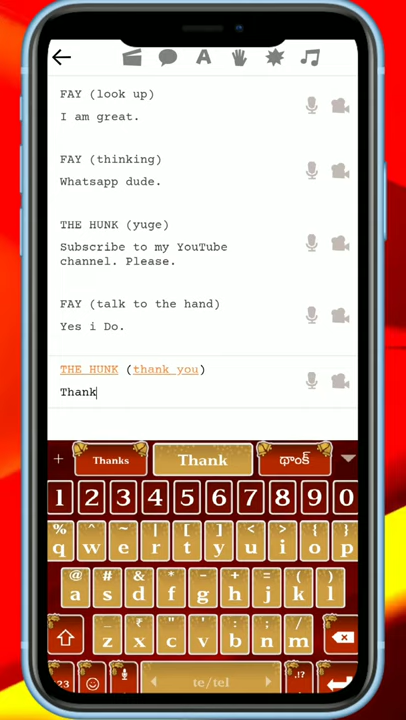 A
FAY (look up)
I am great.
FAY (thinking)
Whatsapp dude.
THE HUNK (yuge)
Subscribe to my YouTube
channel. Please.
FAY (talk to the hand)
Yes i Do.
THE HUNK (thank you)
Thank
+ Thanks Thank థాంక్
1 2 3 4 5 6 7 8 9 0
% ^ ~ | [ ] < > { }
q w e r t y u i o p
@ # & * - + = ( )
a s d f g h j k l
_ ₹ " ' : ; /
z x c v b n m
?123 , te/tel .!?